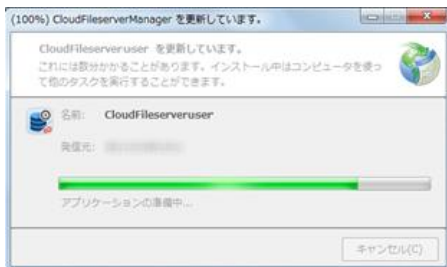 (100%) CloudFileserverManager を更新しています。
CloudFileserveruser を更新しています。
これには数分かかることがあります。インストール中はコンピュータを使っ
て他のタスクを実行することができます。
名前: CloudFileserveruser
発信元:
アプリケーションの準備中...
キャンセル(C)